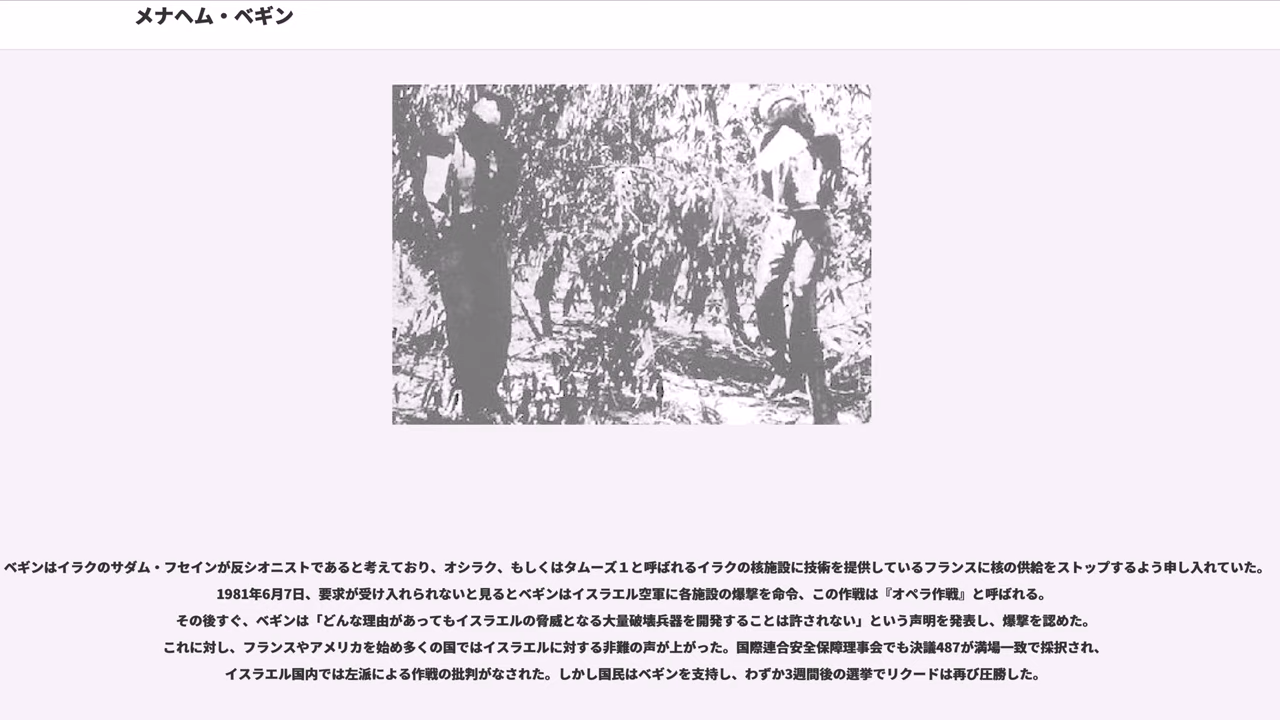 メナヘム・ベギン
ベギンはイラクのサダム・フセインが反シオニストであると考えており、オシラク、もしくはタムーズ１と呼ばれるイラクの核施設に技術を提供しているフランスに核の供給をストップするよう申し入れていた。
1981年6月7日、要求が受け入れられないと見るとベギンはイスラエル空軍に各施設の爆撃を命令、この作戦は『オペラ作戦』と呼ばれる。
その後すぐ、ベギンは「どんな理由があってもイスラエルの脅威となる大量破壊兵器を開発することは許されない」という声明を発表し、爆撃を認めた。
これに対し、フランスやアメリカを始め多くの国ではイスラエルに対する非難の声が上がった。国際連合安全保障理事会でも決議487が満場一致で採択され、
イスラエル国内では左派による作戦の批判がなされた。しかし国民はベギンを支持し、わずか3週間後の選挙でリクードは再び圧勝した。